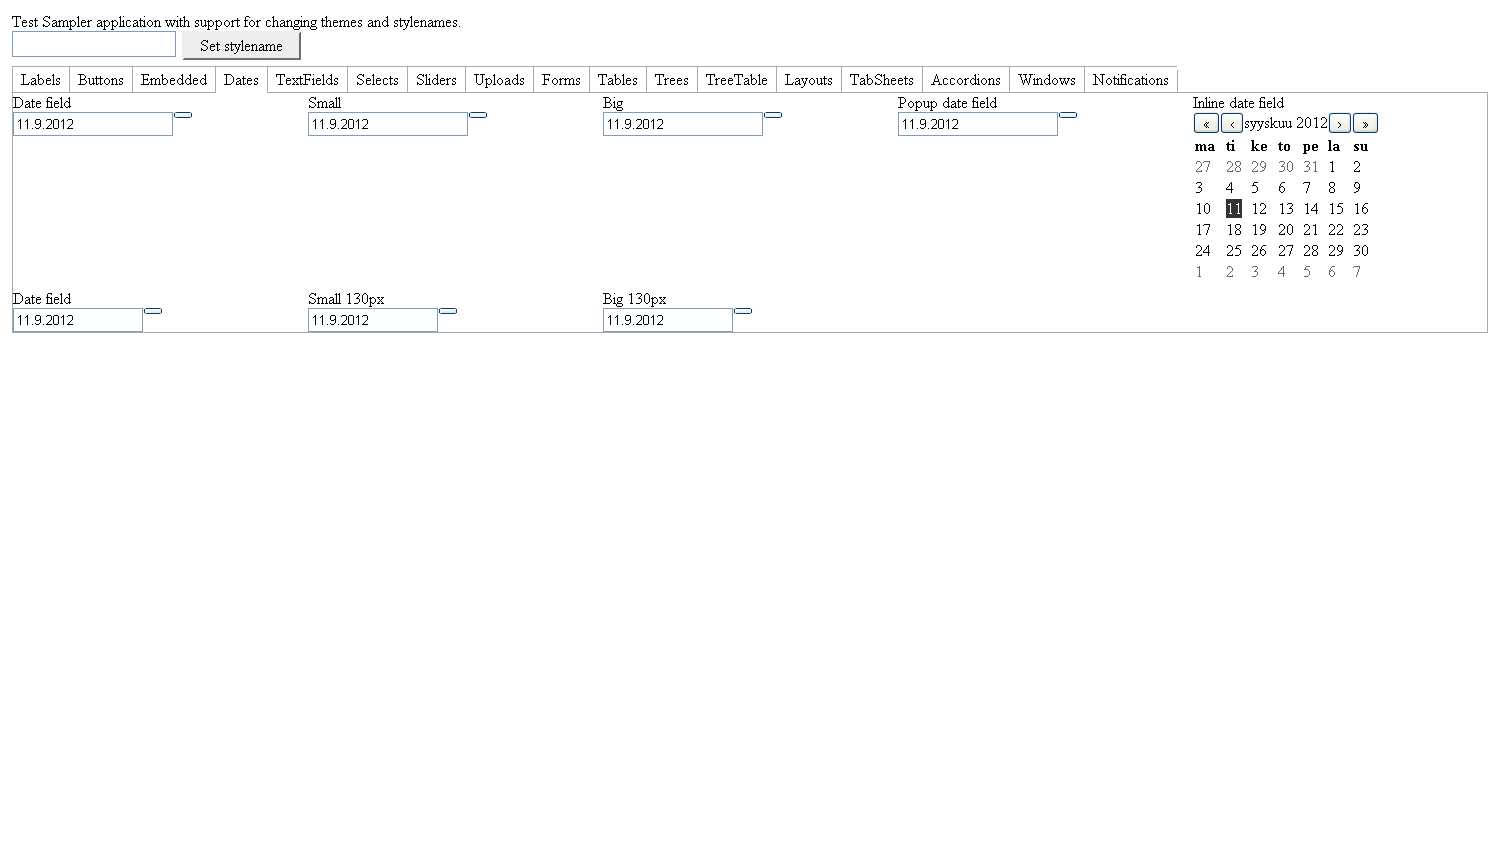 Test Sampler application with support for changing themes and stylenames.
Set stylename
Labels Buttons Embedded Dates TextFields Selects Sliders Uploads Forms Tables Trees TreeTable Layouts TabSheets Accordions Windows Notifications
Date field Small Big Popup date field Inline date field
11.9.2012 11.9.2012 11.9.2012 11.9.2012 « ‹ syyskuu 2012 › »
ma ti ke to pe la su
27 28 29 30 31 1 2
3 4 5 6 7 8 9
10 11 12 13 14 15 16
17 18 19 20 21 22 23
24 25 26 27 28 29 30
1 2 3 4 5 6 7
Date field Small 130px Big 130px
11.9.2012 11.9.2012 11.9.2012